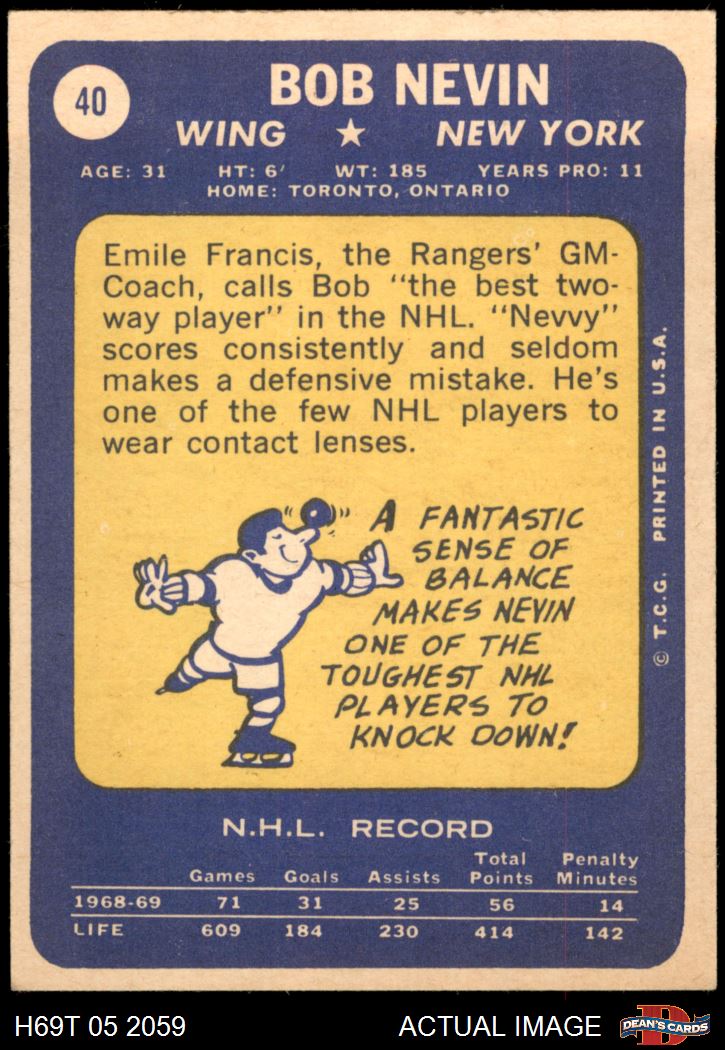 40
BOB NEVIN
WING ★ NEW YORK
AGE: 31 HT: 6' WT: 185 YEARS PRO: 11
HOME: TORONTO, ONTARIO
Emile Francis, the Rangers' GM-
Coach, calls Bob "the best two-
way player" in the NHL. "Nevvy"
scores consistently and seldom
makes a defensive mistake. He's
one of the few NHL players to
wear contact lenses.
A FANTASTIC
SENSE OF
BALANCE
MAKES NEVIN
ONE OF THE
TOUGHEST NHL
PLAYERS TO
KNOCK DOWN!
© T.C.G. PRINTED IN U.S.A.
N.H.L. RECORD
Games Goals Assists Total Points Penalty Minutes
1968-69 71 31 25 56 14
LIFE 609 184 230 414 142
H69T 05 2059 ACTUAL IMAGE
D
DEAN'S CARDS